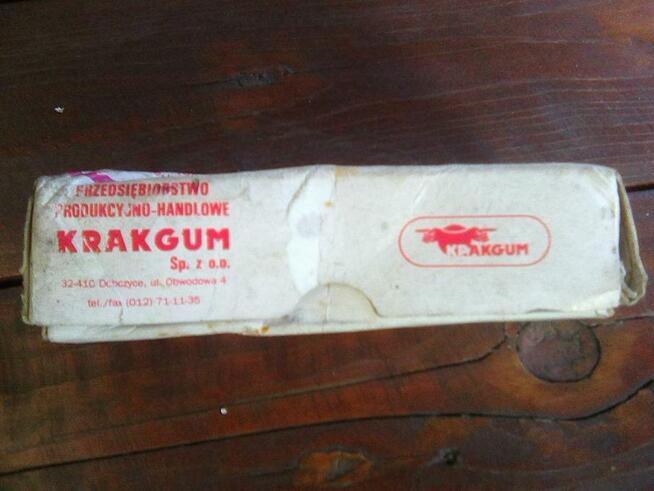 PRZEDSIĘBIORSTWO
PRODUKCYJNO-HANDLOWE
KRAKGUM
Sp. z o.o.
32-410 Dobczyce, ul. Obwodowa 4
tel./fax (012) 71-11-35
KRAKGUM